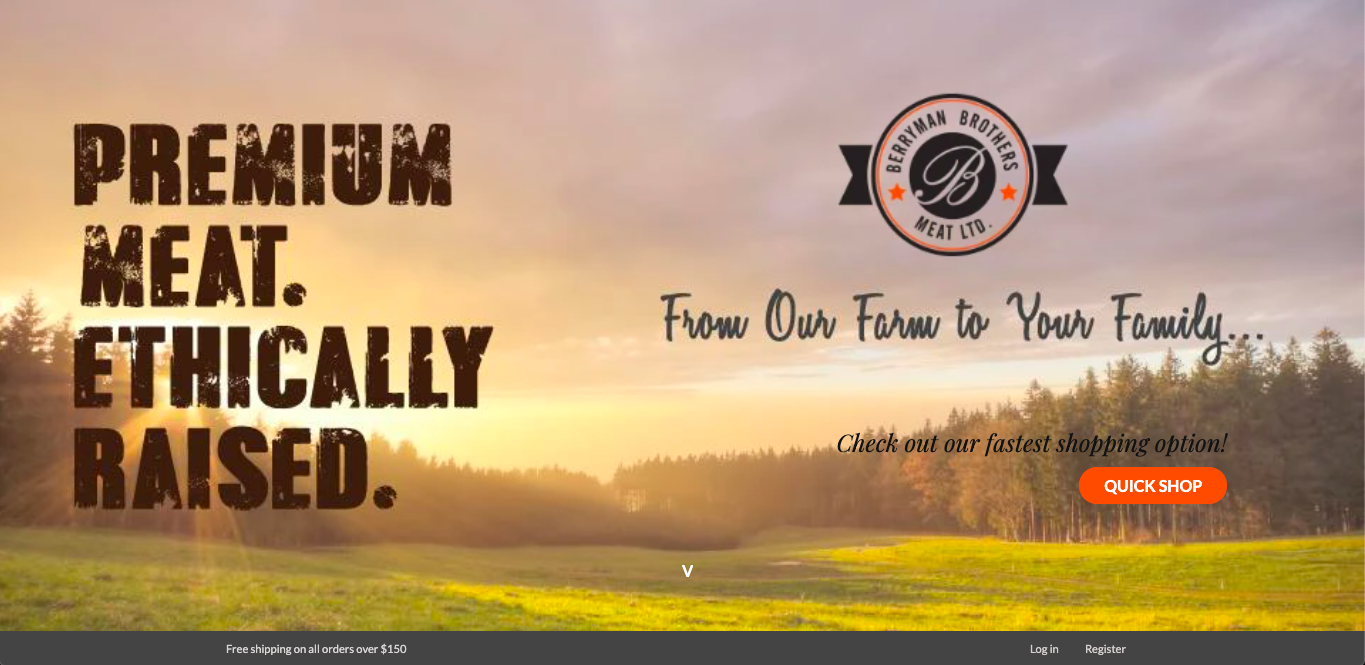 PREMIUM
MEAT.
ETHICALLY
RAISED.
BERRYMAN BROTHERS
B
MEAT LTD.
From Our Farm to Your Family...
Check out our fastest shopping option!
QUICK SHOP
V
Free shipping on all orders over $150
Log in
Register